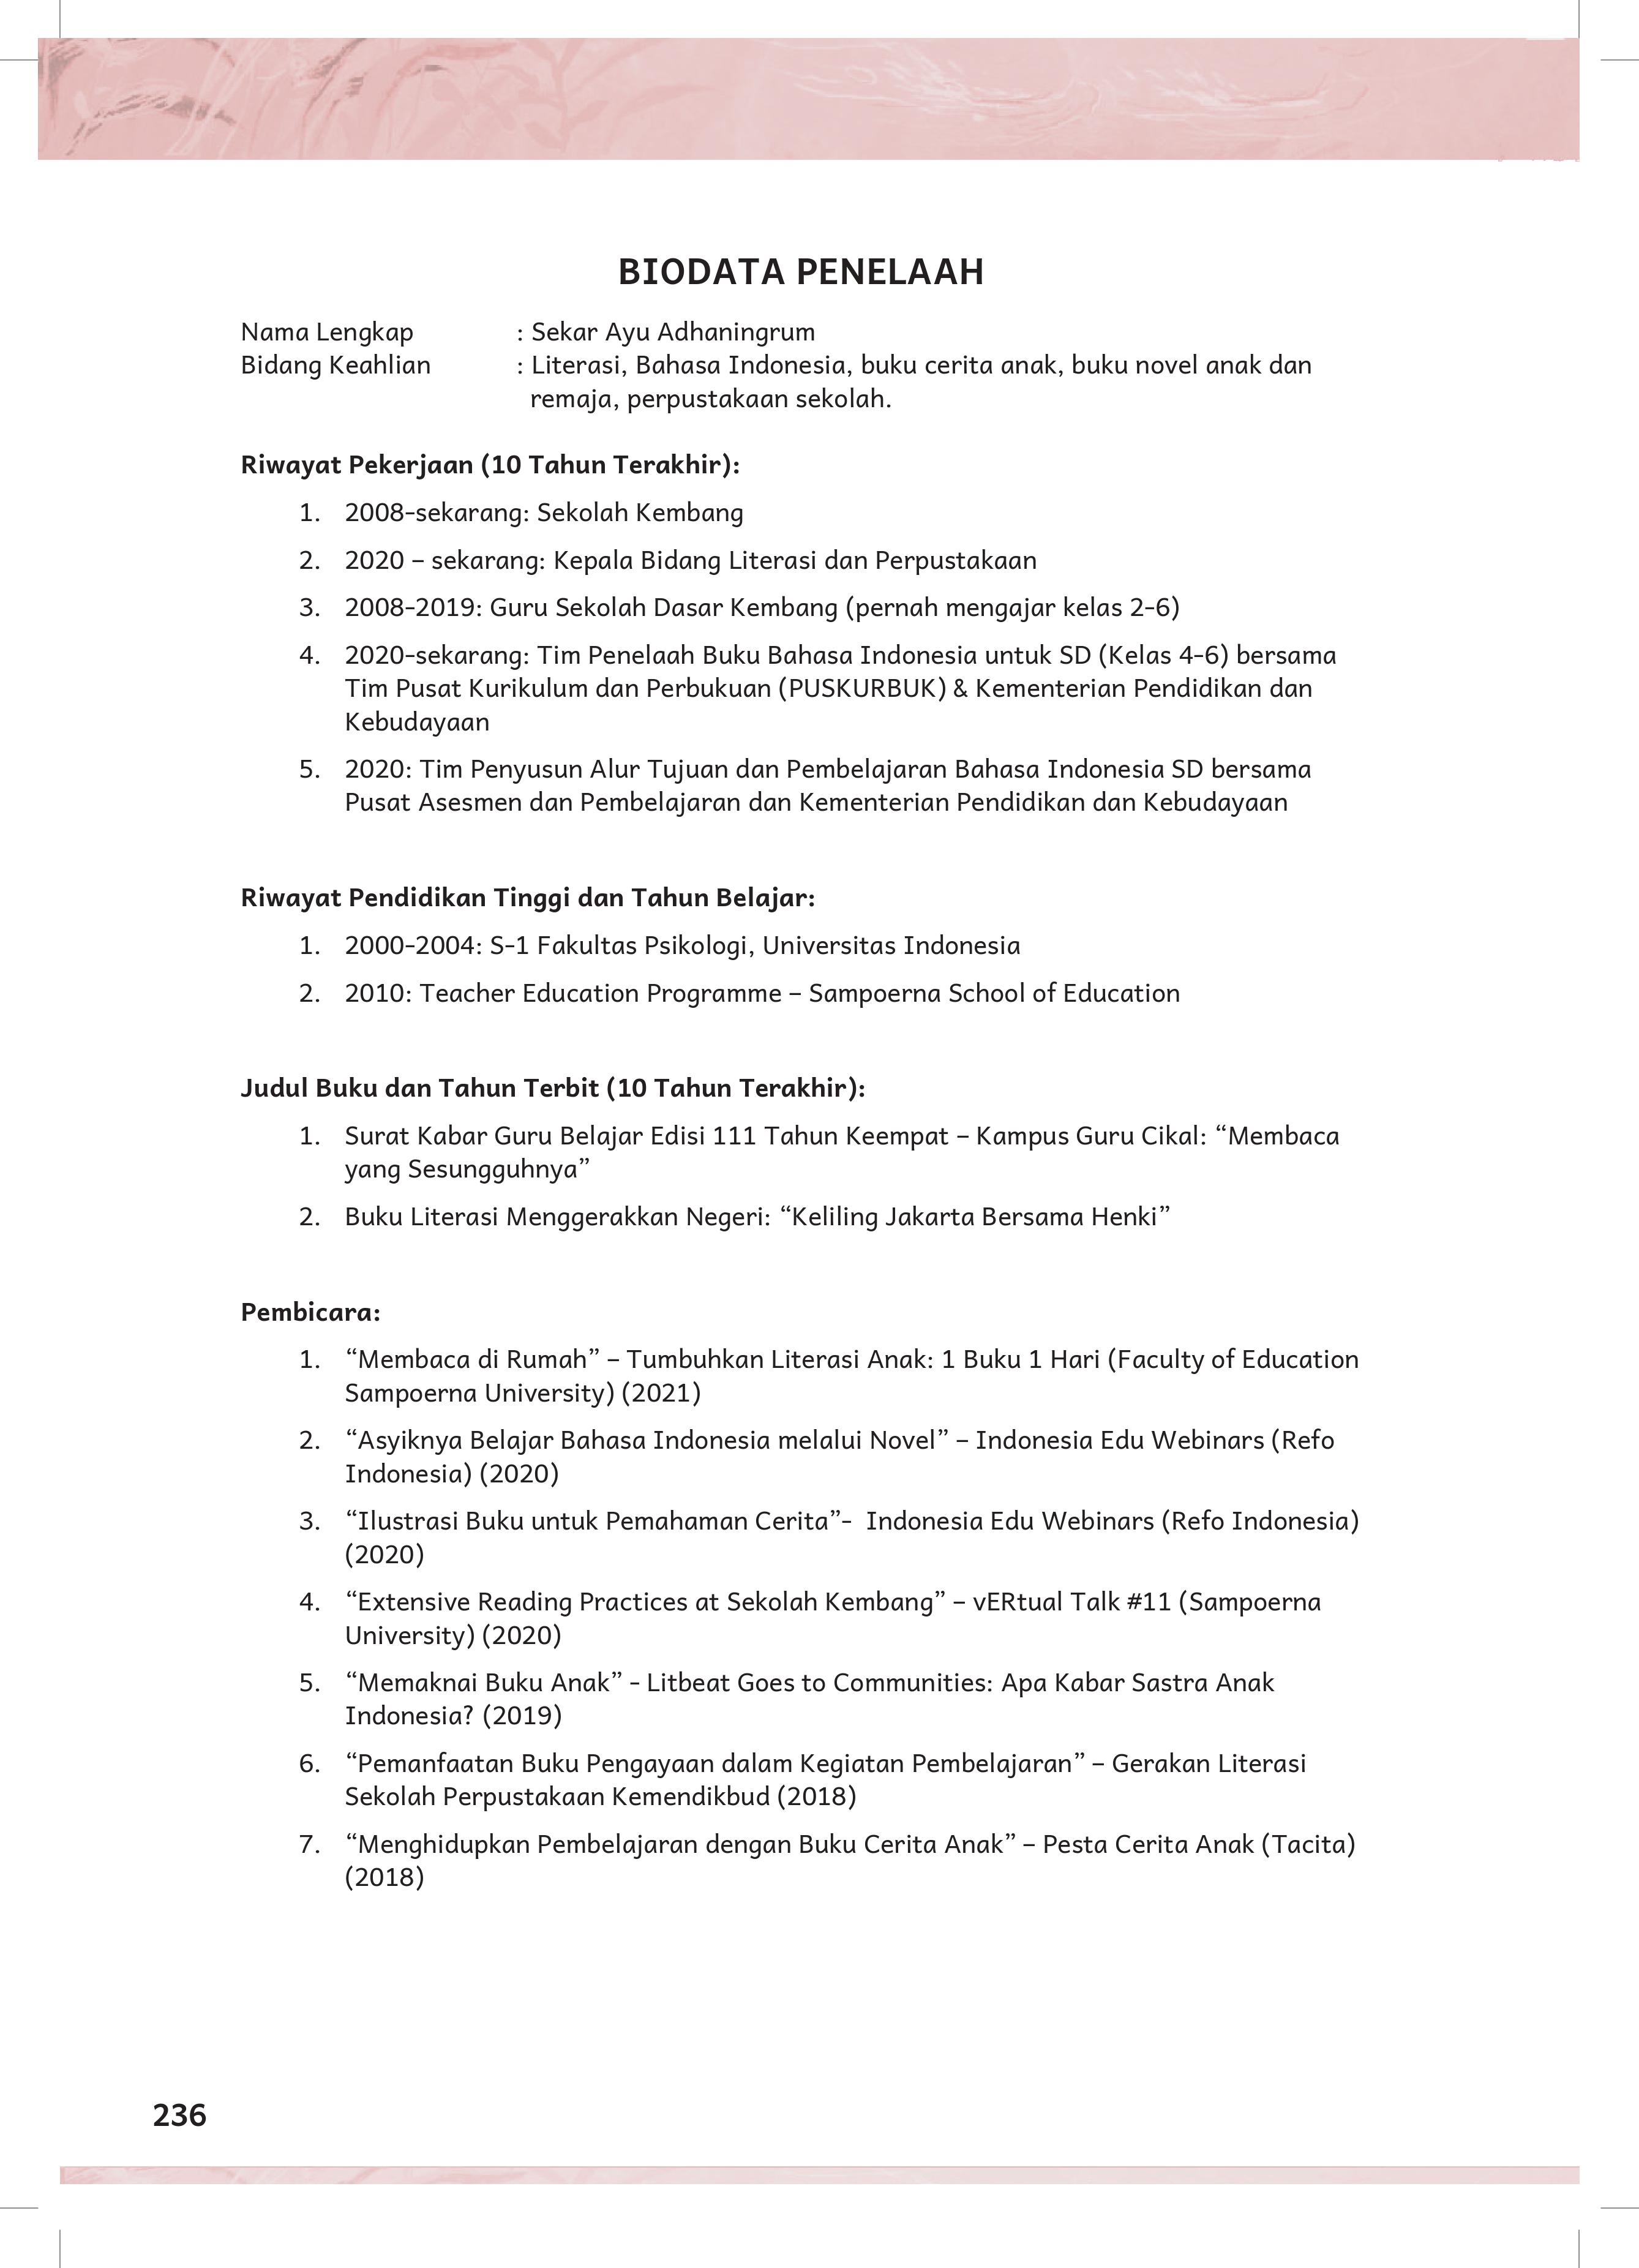 BIODATA PENELAAH
Nama Lengkap : Sekar Ayu Adhaningrum
Bidang Keahlian : Literasi, Bahasa Indonesia, buku cerita anak, buku novel anak dan
remaja, perpustakaan sekolah.
Riwayat Pekerjaan (10 Tahun Terakhir):
1. 2008-sekarang: Sekolah Kembang
2. 2020 – sekarang: Kepala Bidang Literasi dan Perpustakaan
3. 2008-2019: Guru Sekolah Dasar Kembang (pernah mengajar kelas 2-6)
4. 2020-sekarang: Tim Penelaah Buku Bahasa Indonesia untuk SD (Kelas 4-6) bersama
Tim Pusat Kurikulum dan Perbukuan (PUSKURBUK) & Kementerian Pendidikan dan
Kebudayaan
5. 2020: Tim Penyusun Alur Tujuan dan Pembelajaran Bahasa Indonesia SD bersama
Pusat Asesmen dan Pembelajaran dan Kementerian Pendidikan dan Kebudayaan
Riwayat Pendidikan Tinggi dan Tahun Belajar:
1. 2000-2004: S-1 Fakultas Psikologi, Universitas Indonesia
2. 2010: Teacher Education Programme – Sampoerna School of Education
Judul Buku dan Tahun Terbit (10 Tahun Terakhir):
1. Surat Kabar Guru Belajar Edisi 111 Tahun Keempat – Kampus Guru Cikal: “Membaca
yang Sesungguhnya”
2. Buku Literasi Menggerakkan Negeri: “Keliling Jakarta Bersama Henki”
Pembicara:
1. “Membaca di Rumah” – Tumbuhkan Literasi Anak: 1 Buku 1 Hari (Faculty of Education
Sampoerna University) (2021)
2. “Asyiknya Belajar Bahasa Indonesia melalui Novel” – Indonesia Edu Webinars (Refo
Indonesia) (2020)
3. “Ilustrasi Buku untuk Pemahaman Cerita”- Indonesia Edu Webinars (Refo Indonesia)
(2020)
4. “Extensive Reading Practices at Sekolah Kembang” – vERtual Talk #11 (Sampoerna
University) (2020)
5. “Memaknai Buku Anak” - Litbeat Goes to Communities: Apa Kabar Sastra Anak
Indonesia? (2019)
6. “Pemanfaatan Buku Pengayaan dalam Kegiatan Pembelajaran” – Gerakan Literasi
Sekolah Perpustakaan Kemendikbud (2018)
7. “Menghidupkan Pembelajaran dengan Buku Cerita Anak” – Pesta Cerita Anak (Tacita)
(2018)
236